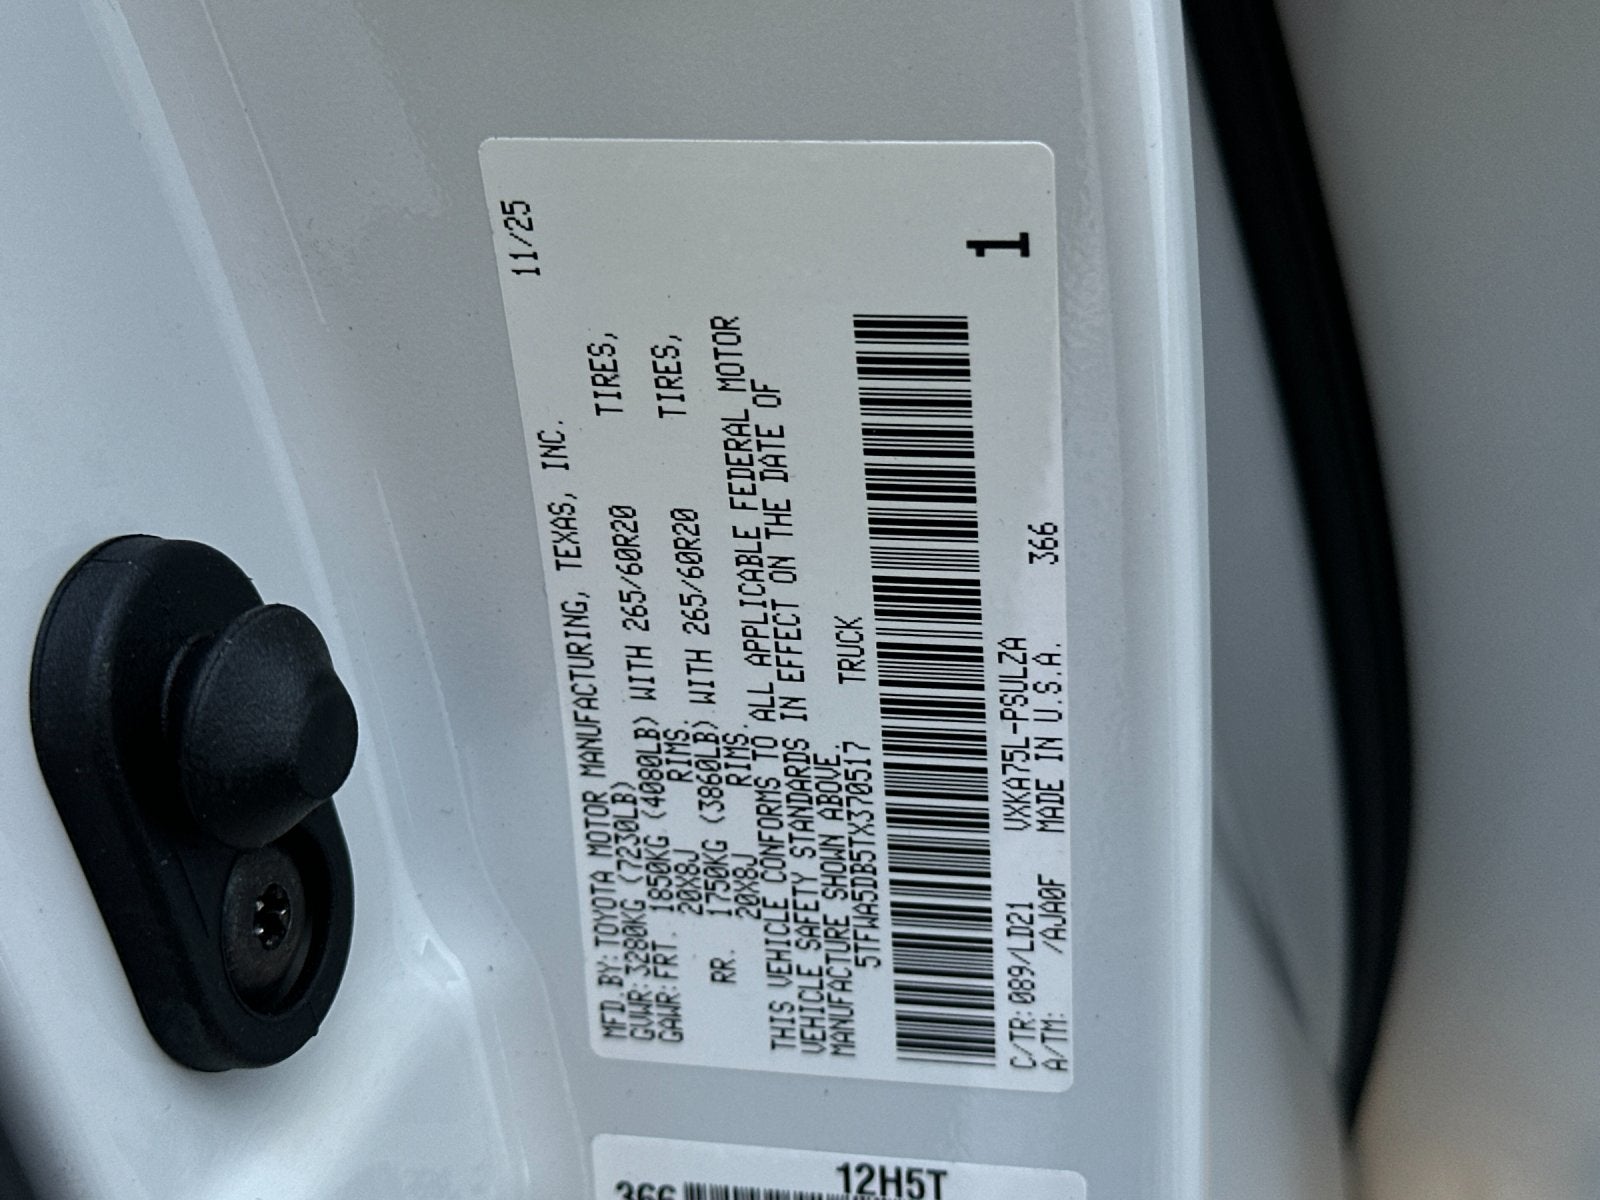 11/25
MFD.BY:TOYOTA MOTOR MANUFACTURING, TEXAS, INC.
GVWR:3280KG (7230LB)
GAWR:FRT. 1850KG (4080LB) WITH 265/60R20 TIRES,
20X8J RIMS.
RR. 1750KG (3860LB) WITH 265/60R20 TIRES,
20X8J RIMS.
THIS VEHICLE CONFORMS TO ALL APPLICABLE FEDERAL MOTOR
VEHICLE SAFETY STANDARDS IN EFFECT ON THE DATE OF
MANUFACTURE SHOWN ABOVE.
5TFWA5DB5TX370517 TRUCK
1
C/TR:089/LD21 VXKA75L-PSULZA 366
A/TM: /AJA0F MADE IN U.S.A.
366 12H5T